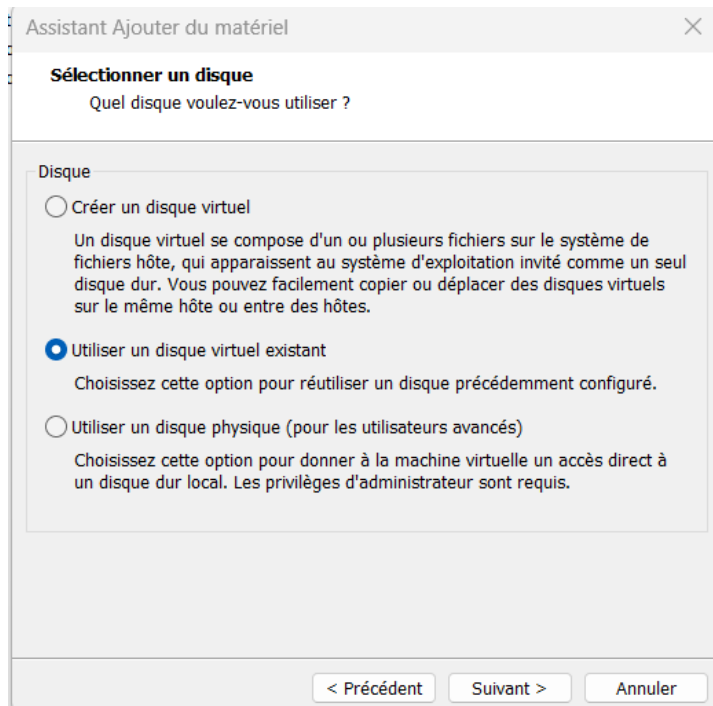 Assistant Ajouter du matériel
Sélectionner un disque
Quel disque voulez-vous utiliser ?
Disque
Créer un disque virtuel
Un disque virtuel se compose d'un ou plusieurs fichiers sur le système de
fichiers hôte, qui apparaissent au système d'exploitation invité comme un seul
disque dur. Vous pouvez facilement copier ou déplacer des disques virtuels
sur le même hôte ou entre des hôtes.
Utiliser un disque virtuel existant
Choisissez cette option pour réutiliser un disque précédemment configuré.
Utiliser un disque physique (pour les utilisateurs avancés)
Choisissez cette option pour donner à la machine virtuelle un accès direct à
un disque dur local. Les privilèges d'administrateur sont requis.
< Précédent Suivant > Annuler